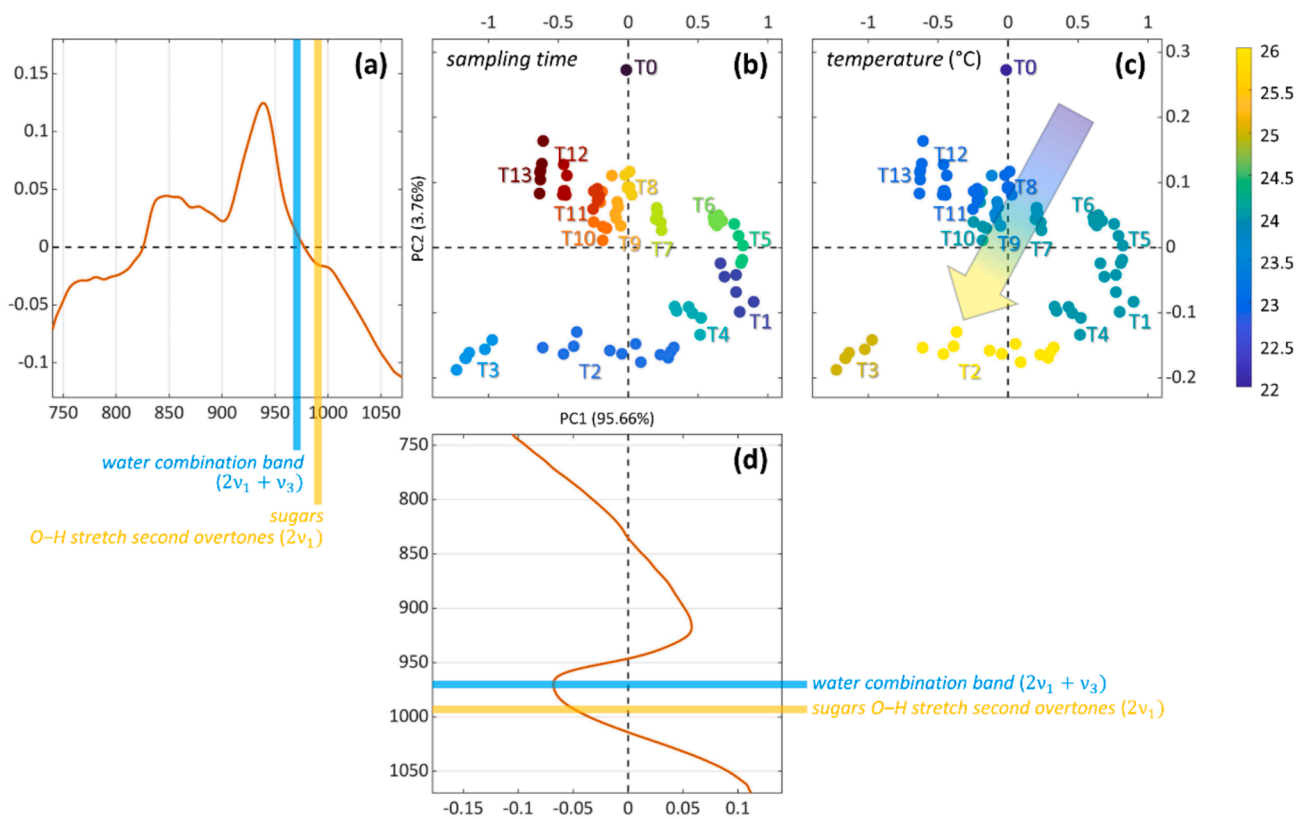 -1 -0.5 0 0.5 1
-1 -0.5 0 0.5 1
(a)
0.15
0.1
0.05
0
-0.05
-0.1
750 800 850 900 950 1000 1050
water combination band
(2ν₁ + ν₃)
sugars
O–H stretch second overtones (2ν₁)
sampling time
(b)
T0
T12
T13
T8
T11
T6
T10
T9
T7
T5
T1
T4
T3
T2
PC2 (3.76%)
PC1 (95.66%)
temperature (°C)
(c)
T0
T12
T13
T8
T11
T6
T10
T9
T7
T5
T1
T4
T3
T2
0.3
0.2
0.1
0
-0.1
-0.2
26
25.5
25
24.5
24
23.5
23
22.5
22
(d)
750
800
850
900
950
1000
1050
-0.15 -0.1 -0.05 0 0.05 0.1
water combination band (2ν₁ + ν₃)
sugars O–H stretch second overtones (2ν₁)